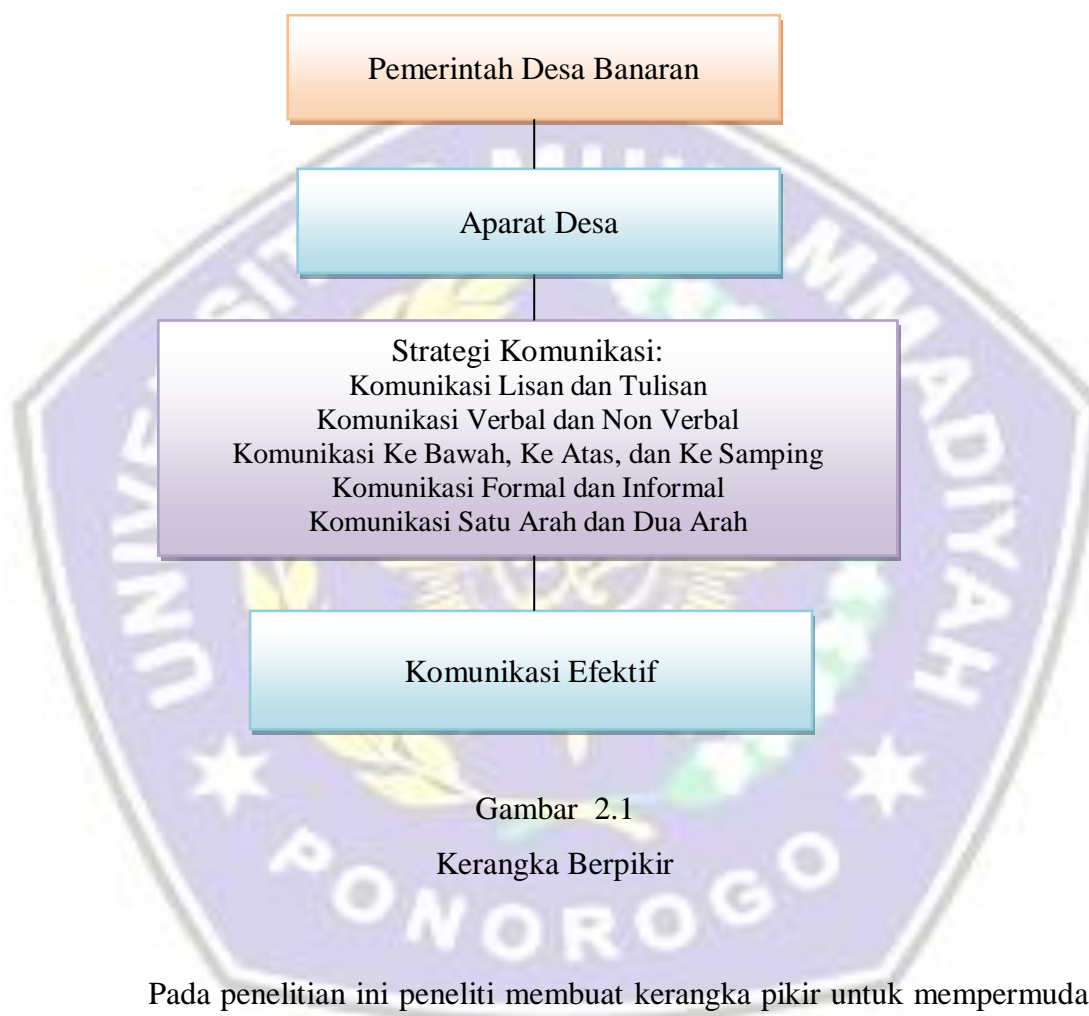 Pemerintah Desa Banaran
Aparat Desa
Strategi Komunikasi:
Komunikasi Lisan dan Tulisan
Komunikasi Verbal dan Non Verbal
Komunikasi Ke Bawah, Ke Atas, dan Ke Samping
Komunikasi Formal dan Informal
Komunikasi Satu Arah dan Dua Arah
Komunikasi Efektif
Gambar 2.1
Kerangka Berpikir
PONOROGO
Pada penelitian ini peneliti membuat kerangka pikir untuk mempermuda